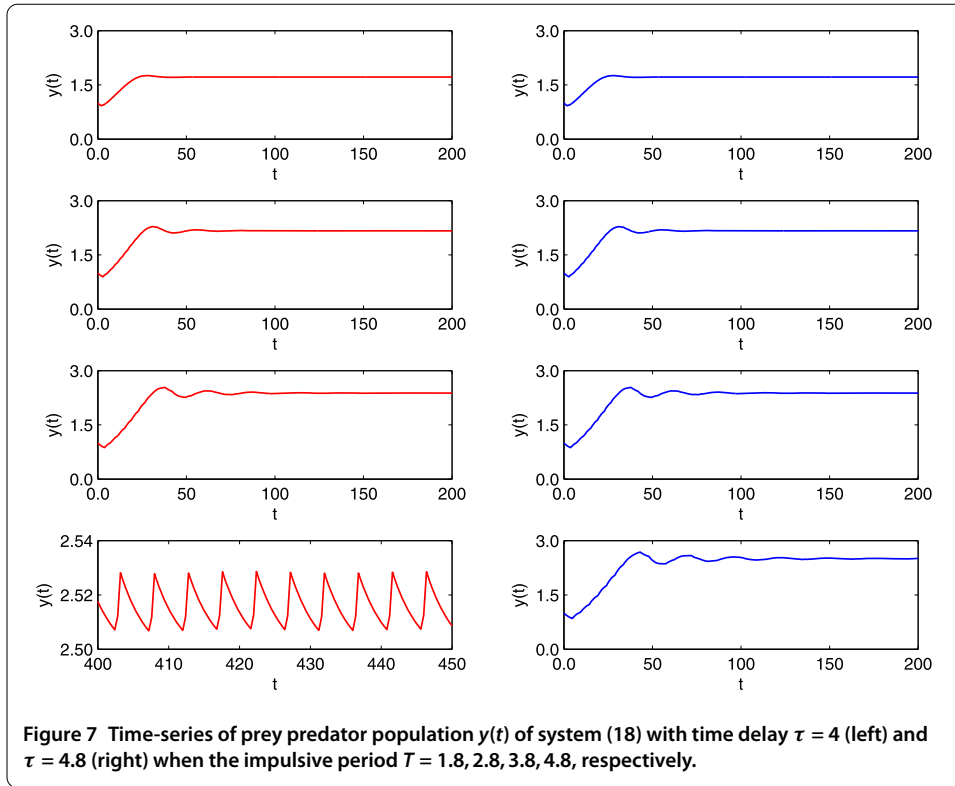 3.0 3.0
y(t) 1.5 y(t) 1.5
0.0 0.0
0.0 50 100 150 200 0.0 50 100 150 200
t t
3.0 3.0
y(t) 1.5 y(t) 1.5
0.0 0.0
0.0 50 100 150 200 0.0 50 100 150 200
t t
3.0 3.0
y(t) 1.5 y(t) 1.5
0.0 0.0
0.0 50 100 150 200 0.0 50 100 150 200
t t
2.54 3.0
y(t) 2.52 y(t) 1.5
2.50 0.0
400 410 420 430 440 450 0.0 50 100 150 200
t t
Figure 7 Time-series of prey predator population y(t) of system (18) with time delay τ = 4 (left) and
τ = 4.8 (right) when the impulsive period T = 1.8, 2.8, 3.8, 4.8, respectively.